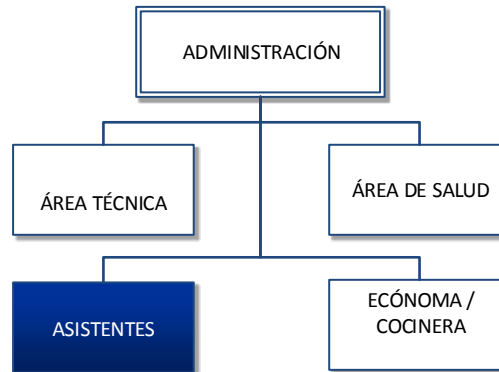 ADMINISTRACIÓN
ÁREA TÉCNICA
ÁREA DE SALUD
ASISTENTES
ECÓNOMA /
COCINERA